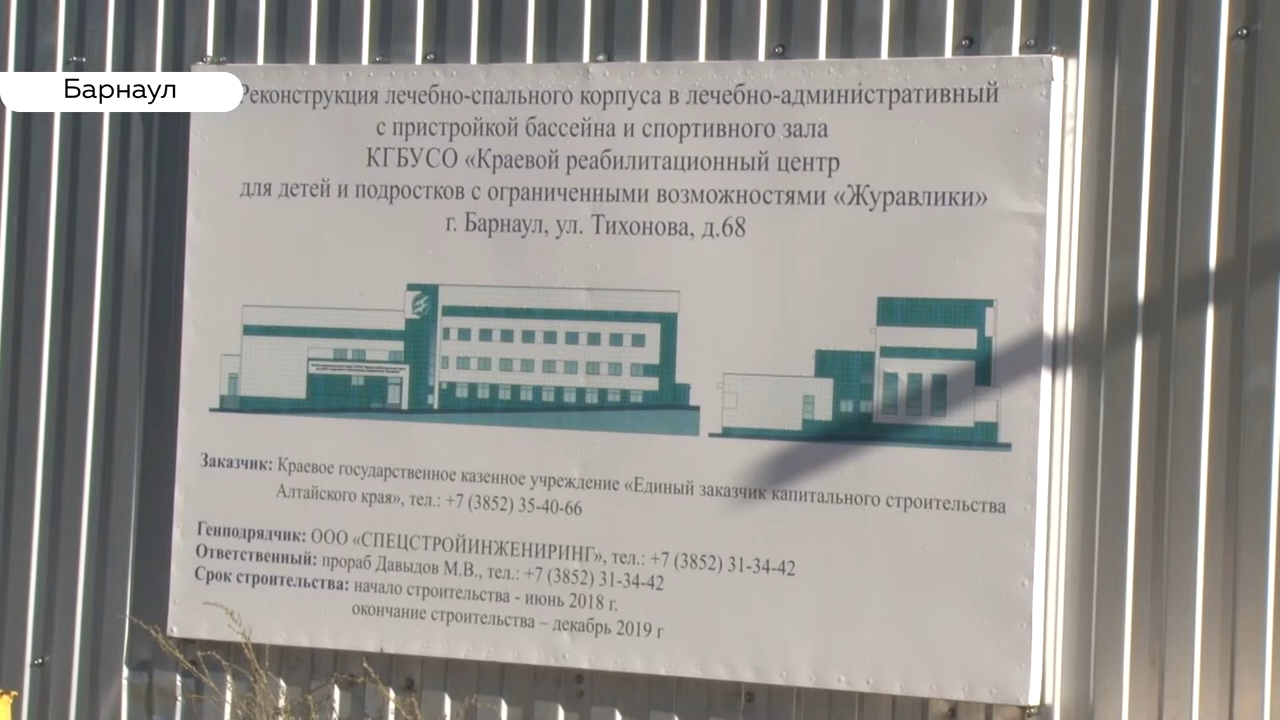 Барнаул
Реконструкция лечебно-спального корпуса в лечебно-административный
с пристройкой бассейна и спортивного зала
КГБУСО «Краевой реабилитационный центр
для детей и подростков с ограниченными возможностями «Журавлики»
г. Барнаул, ул. Тихонова, д.68
Заказчик: Краевое государственное казенное учреждение «Единый заказчик капитального строительства
Алтайского края», тел.: +7 (3852) 35-40-66
Генподрядчик: ООО «СПЕЦСТРОЙИНЖЕНИРИНГ», тел.: +7 (3852) 31-34-42
Ответственный: прораб Давыдов М.В., тел.: +7 (3852) 31-34-42
Срок строительства: начало строительства - июнь 2018 г.
окончание строительства – декабрь 2019 г